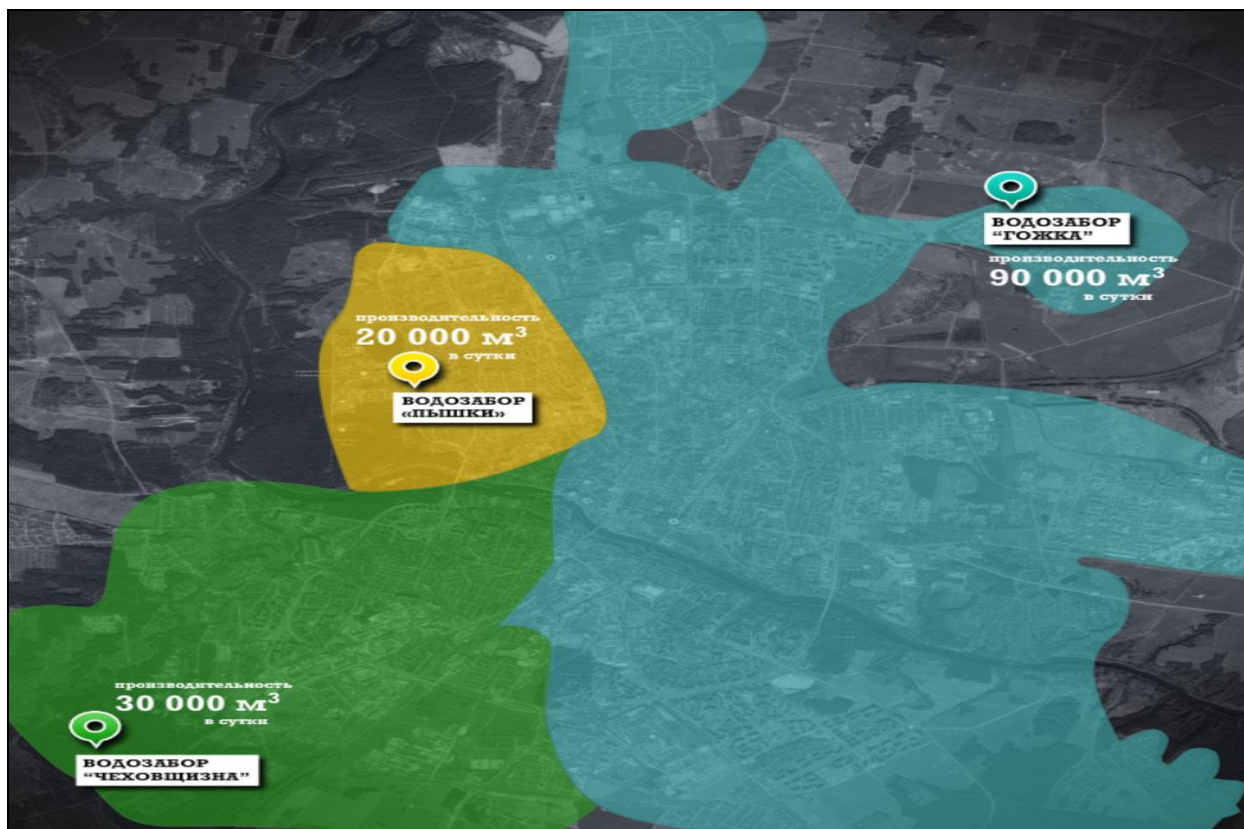 ВОДОЗАБОР
“ГОЖКА”
производительность
90 000 м³
в сутки
производительность
20 000 м³
в сутки
ВОДОЗАБОР
«ПЫШКИ»
производительность
30 000 м³
в сутки
ВОДОЗАБОР
“ЧЕХОВЩИЗНА”